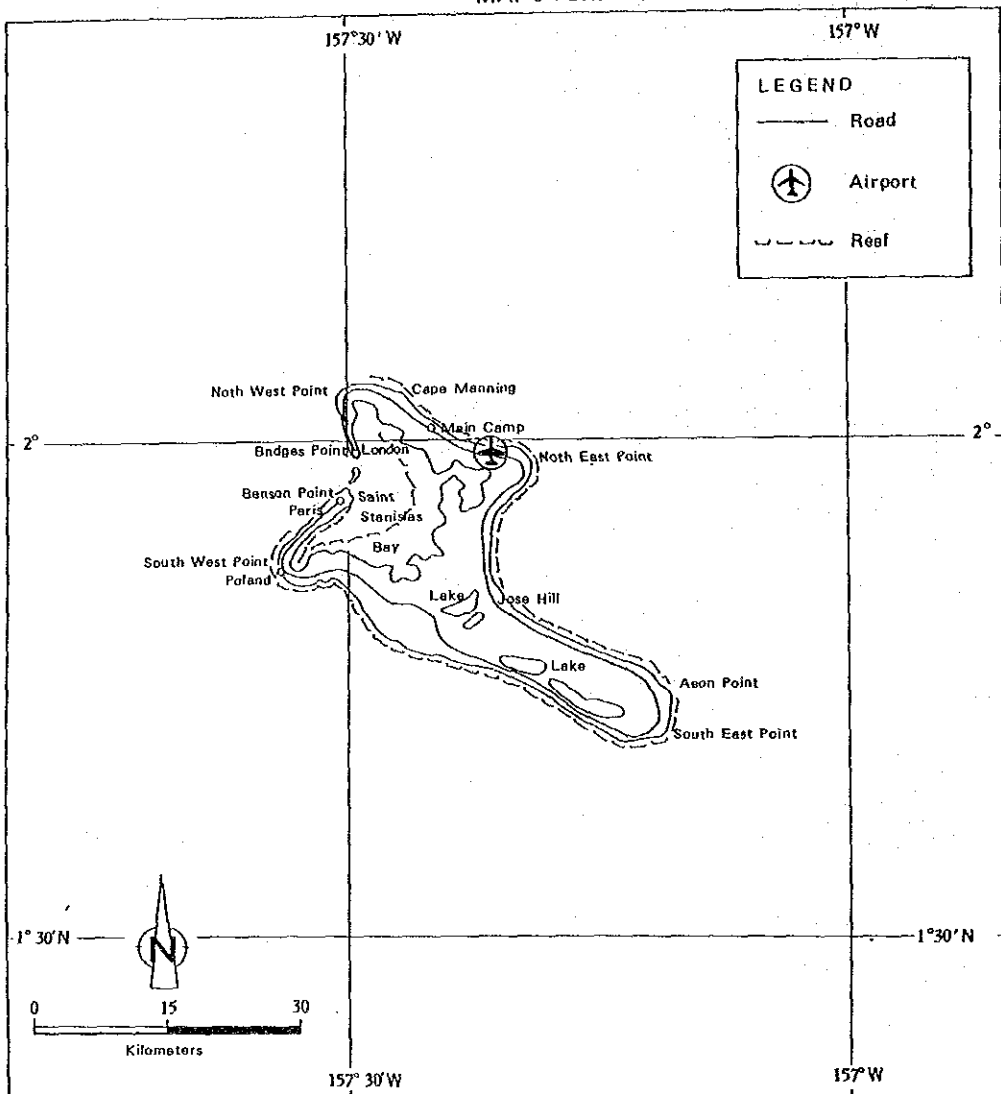 157°30' W
157°W
LEGEND
Road
Airport
Reef
Noth West Point
Cape Manning
Main Camp
2°
2°
Bridges Point
London
Noth East Point
Benson Point
Saint
Paris
Stanislas
Bay
South West Point
Poland
Lake
Jose Hill
Lake
Aeon Point
South East Point
1° 30' N
1°30' N
N
0 15 30
Kilometers
157° 30' W
157°W